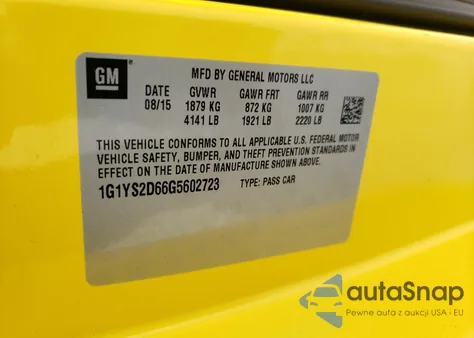 GM
MFD BY GENERAL MOTORS LLC
DATE GVWR GAWR FRT GAWR RR
08/15 1879 KG 872 KG 1007 KG
4141 LB 1921 LB 2220 LB
THIS VEHICLE CONFORMS TO ALL APPLICABLE U.S. FEDERAL MOTOR
VEHICLE SAFETY, BUMPER, AND THEFT PREVENTION STANDARDS IN
EFFECT ON THE DATE OF MANUFACTURE SHOWN ABOVE.
1G1YS2D66G5602723 TYPE: PASS CAR
autaSnap
Pewne auta z aukcji USA - EU